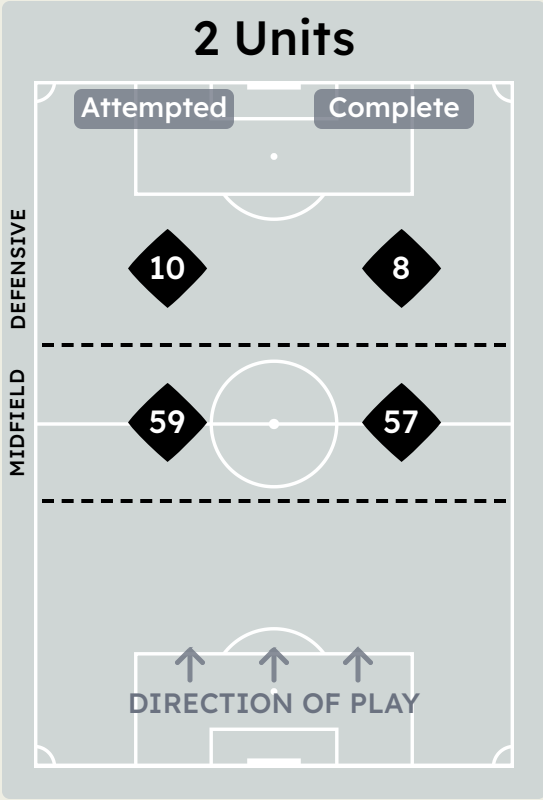 2 Units
Attempted
Complete
DEFENSIVE
10
8
MIDFIELD
59
57
DIRECTION OF PLAY